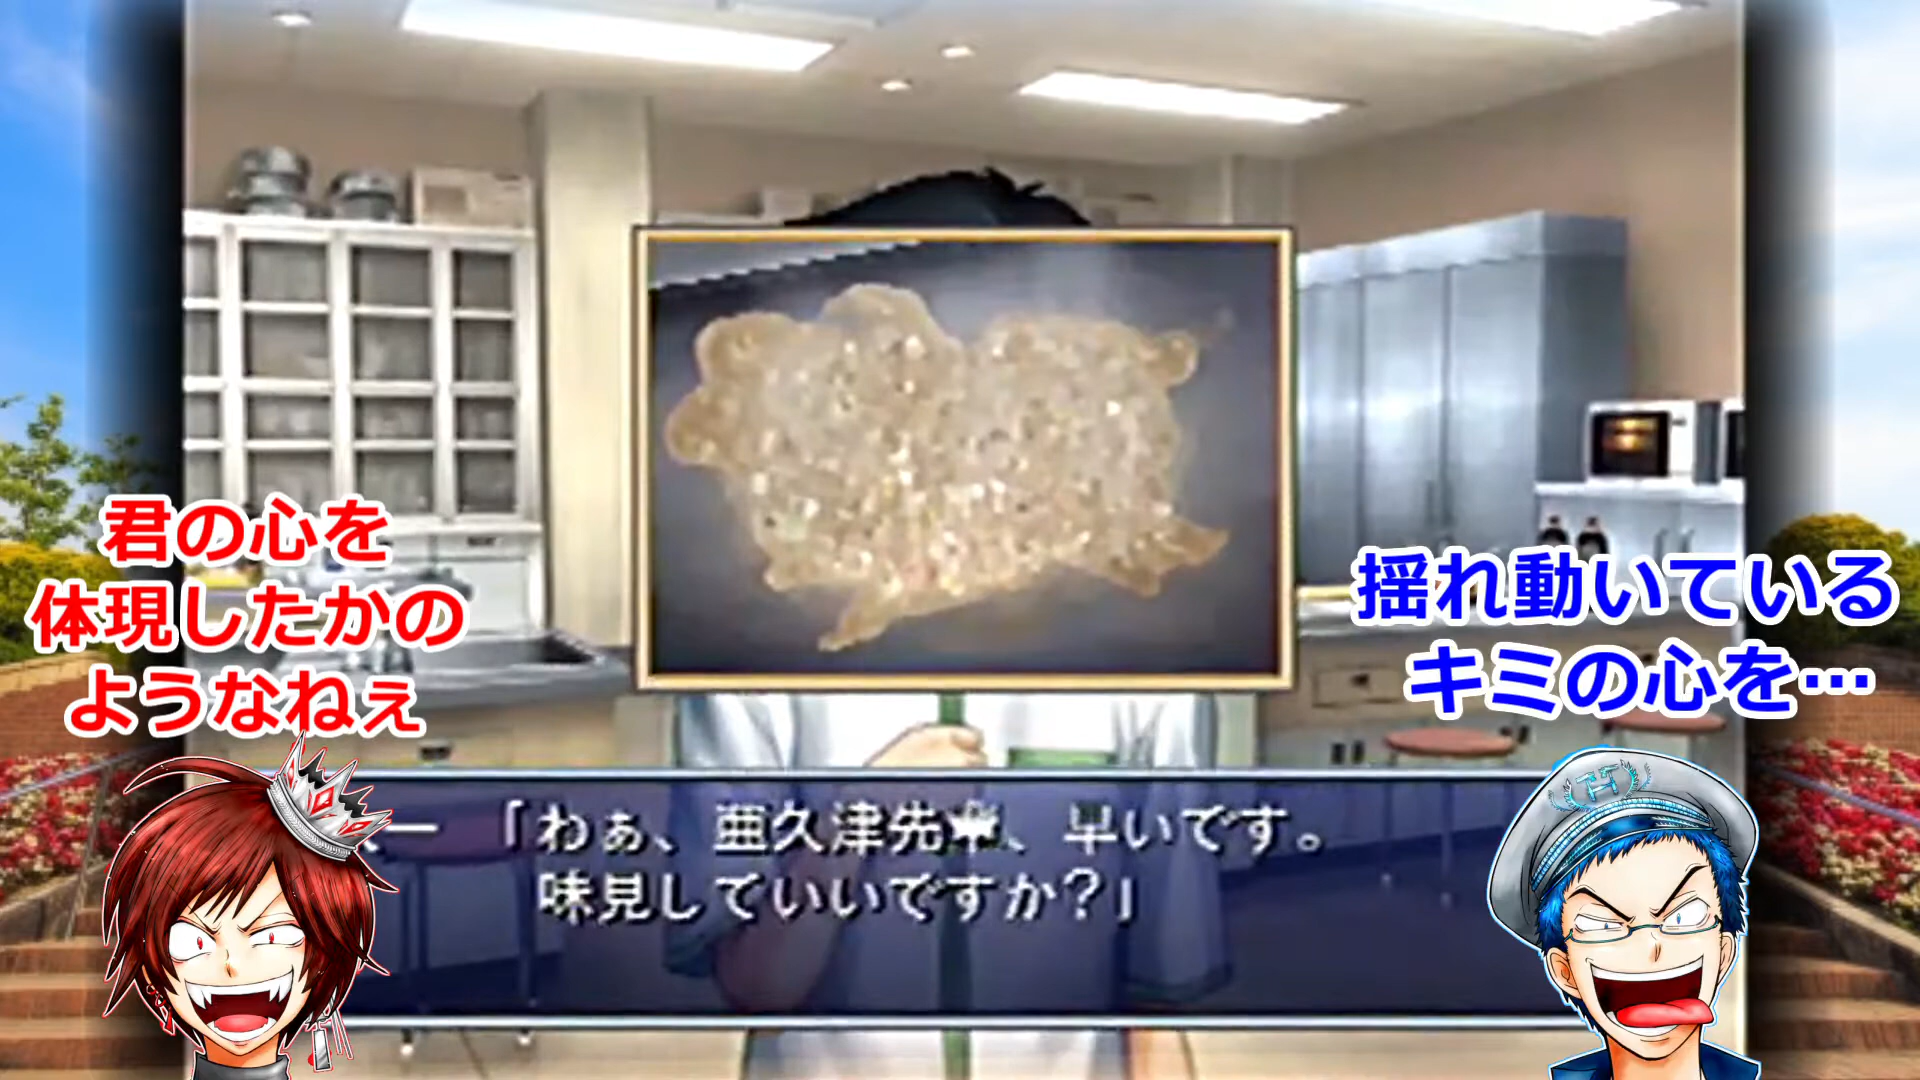 君の心を
体現したかの
ようなねぇ
揺れ動いている
キミの心を…
ー 「わぁ、亜久津先輩、早いです。
味見していいですか?」